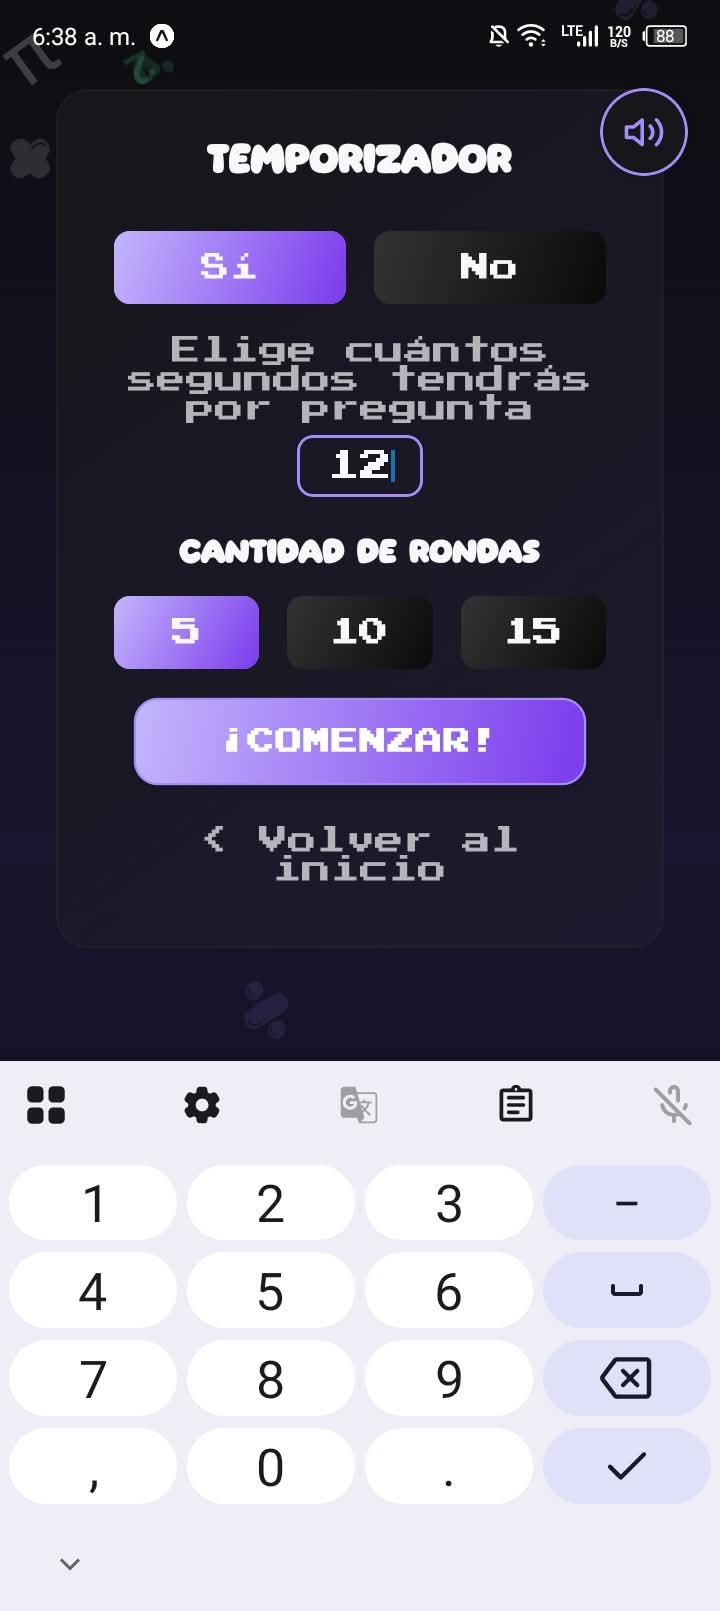 6:38 a. m.
LTE
120
B/S
88
TEMPORIZADOR
Sí
No
Elige cuántos
segundos tendrás
por pregunta
12
CANTIDAD DE RONDAS
5
10
15
¡COMENZAR!
< Volver al
inicio
1
2
3
-
4
5
6
7
8
9
,
0
.